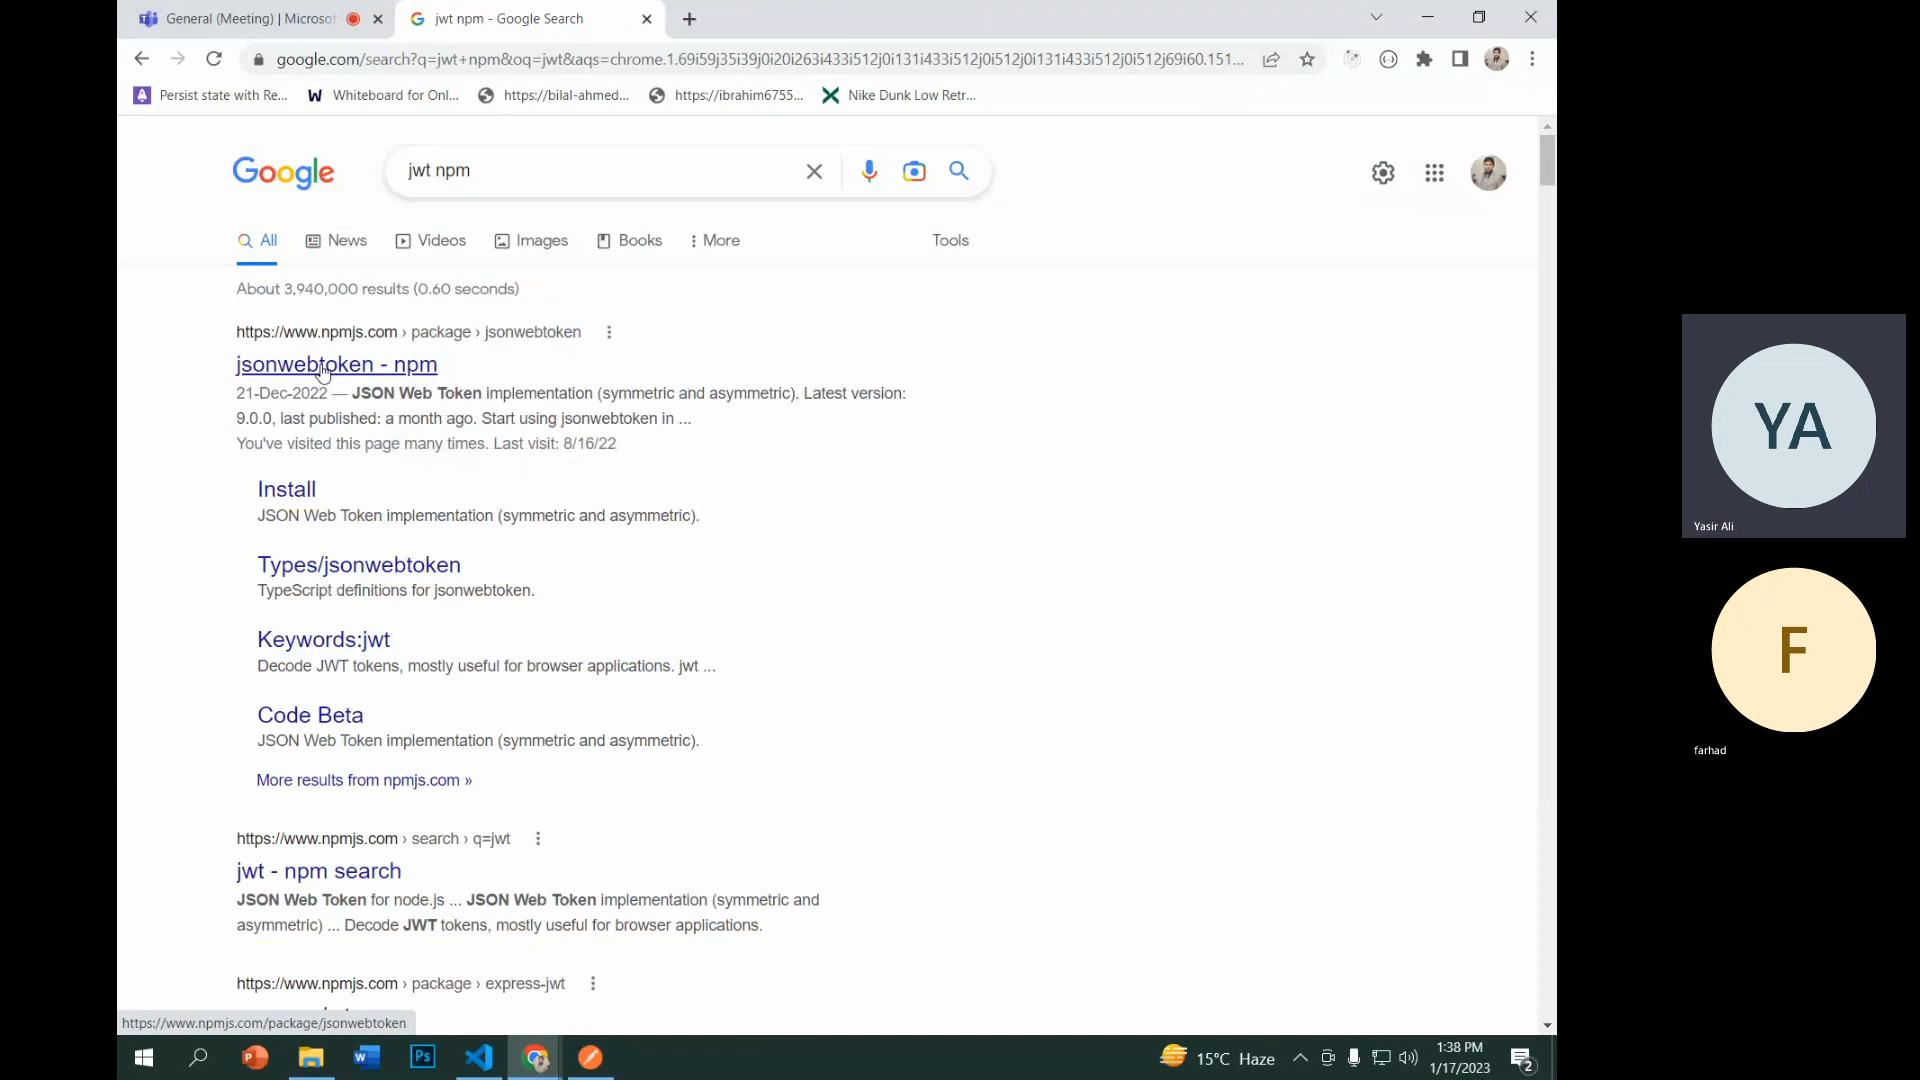 General (Meeting) | Microsof
jwt npm - Google Search
google.com/search?q=jwt+npm&oq=jwt&aqs=chrome.1.69i59j35i39j0i20i263i433i512j0i131i433i512j0i512j0i131i433i512j0i512j69i60.151...
Persist state with Re...
W Whiteboard for Onl...
https://bilal-ahmed...
https://ibrahim6755...
Nike Dunk Low Retr...
Google
jwt npm
All
News
Videos
Images
Books
More
Tools
About 3,940,000 results (0.60 seconds)
https://www.npmjs.com › package › jsonwebtoken
jsonwebtoken - npm
21-Dec-2022 — JSON Web Token implementation (symmetric and asymmetric). Latest version:
9.0.0, last published: a month ago. Start using jsonwebtoken in ...
You've visited this page many times. Last visit: 8/16/22
Install
JSON Web Token implementation (symmetric and asymmetric).
Types/jsonwebtoken
TypeScript definitions for jsonwebtoken.
Keywords:jwt
Decode JWT tokens, mostly useful for browser applications. jwt ...
Code Beta
JSON Web Token implementation (symmetric and asymmetric).
More results from npmjs.com »
https://www.npmjs.com › search › q=jwt
jwt - npm search
JSON Web Token for node.js ... JSON Web Token implementation (symmetric and
asymmetric) ... Decode JWT tokens, mostly useful for browser applications.
https://www.npmjs.com › package › express-jwt
https://www.npmjs.com/package/jsonwebtoken
15°C Haze
1:38 PM
1/17/2023
2
YA
Yasir Ali
F
farhad